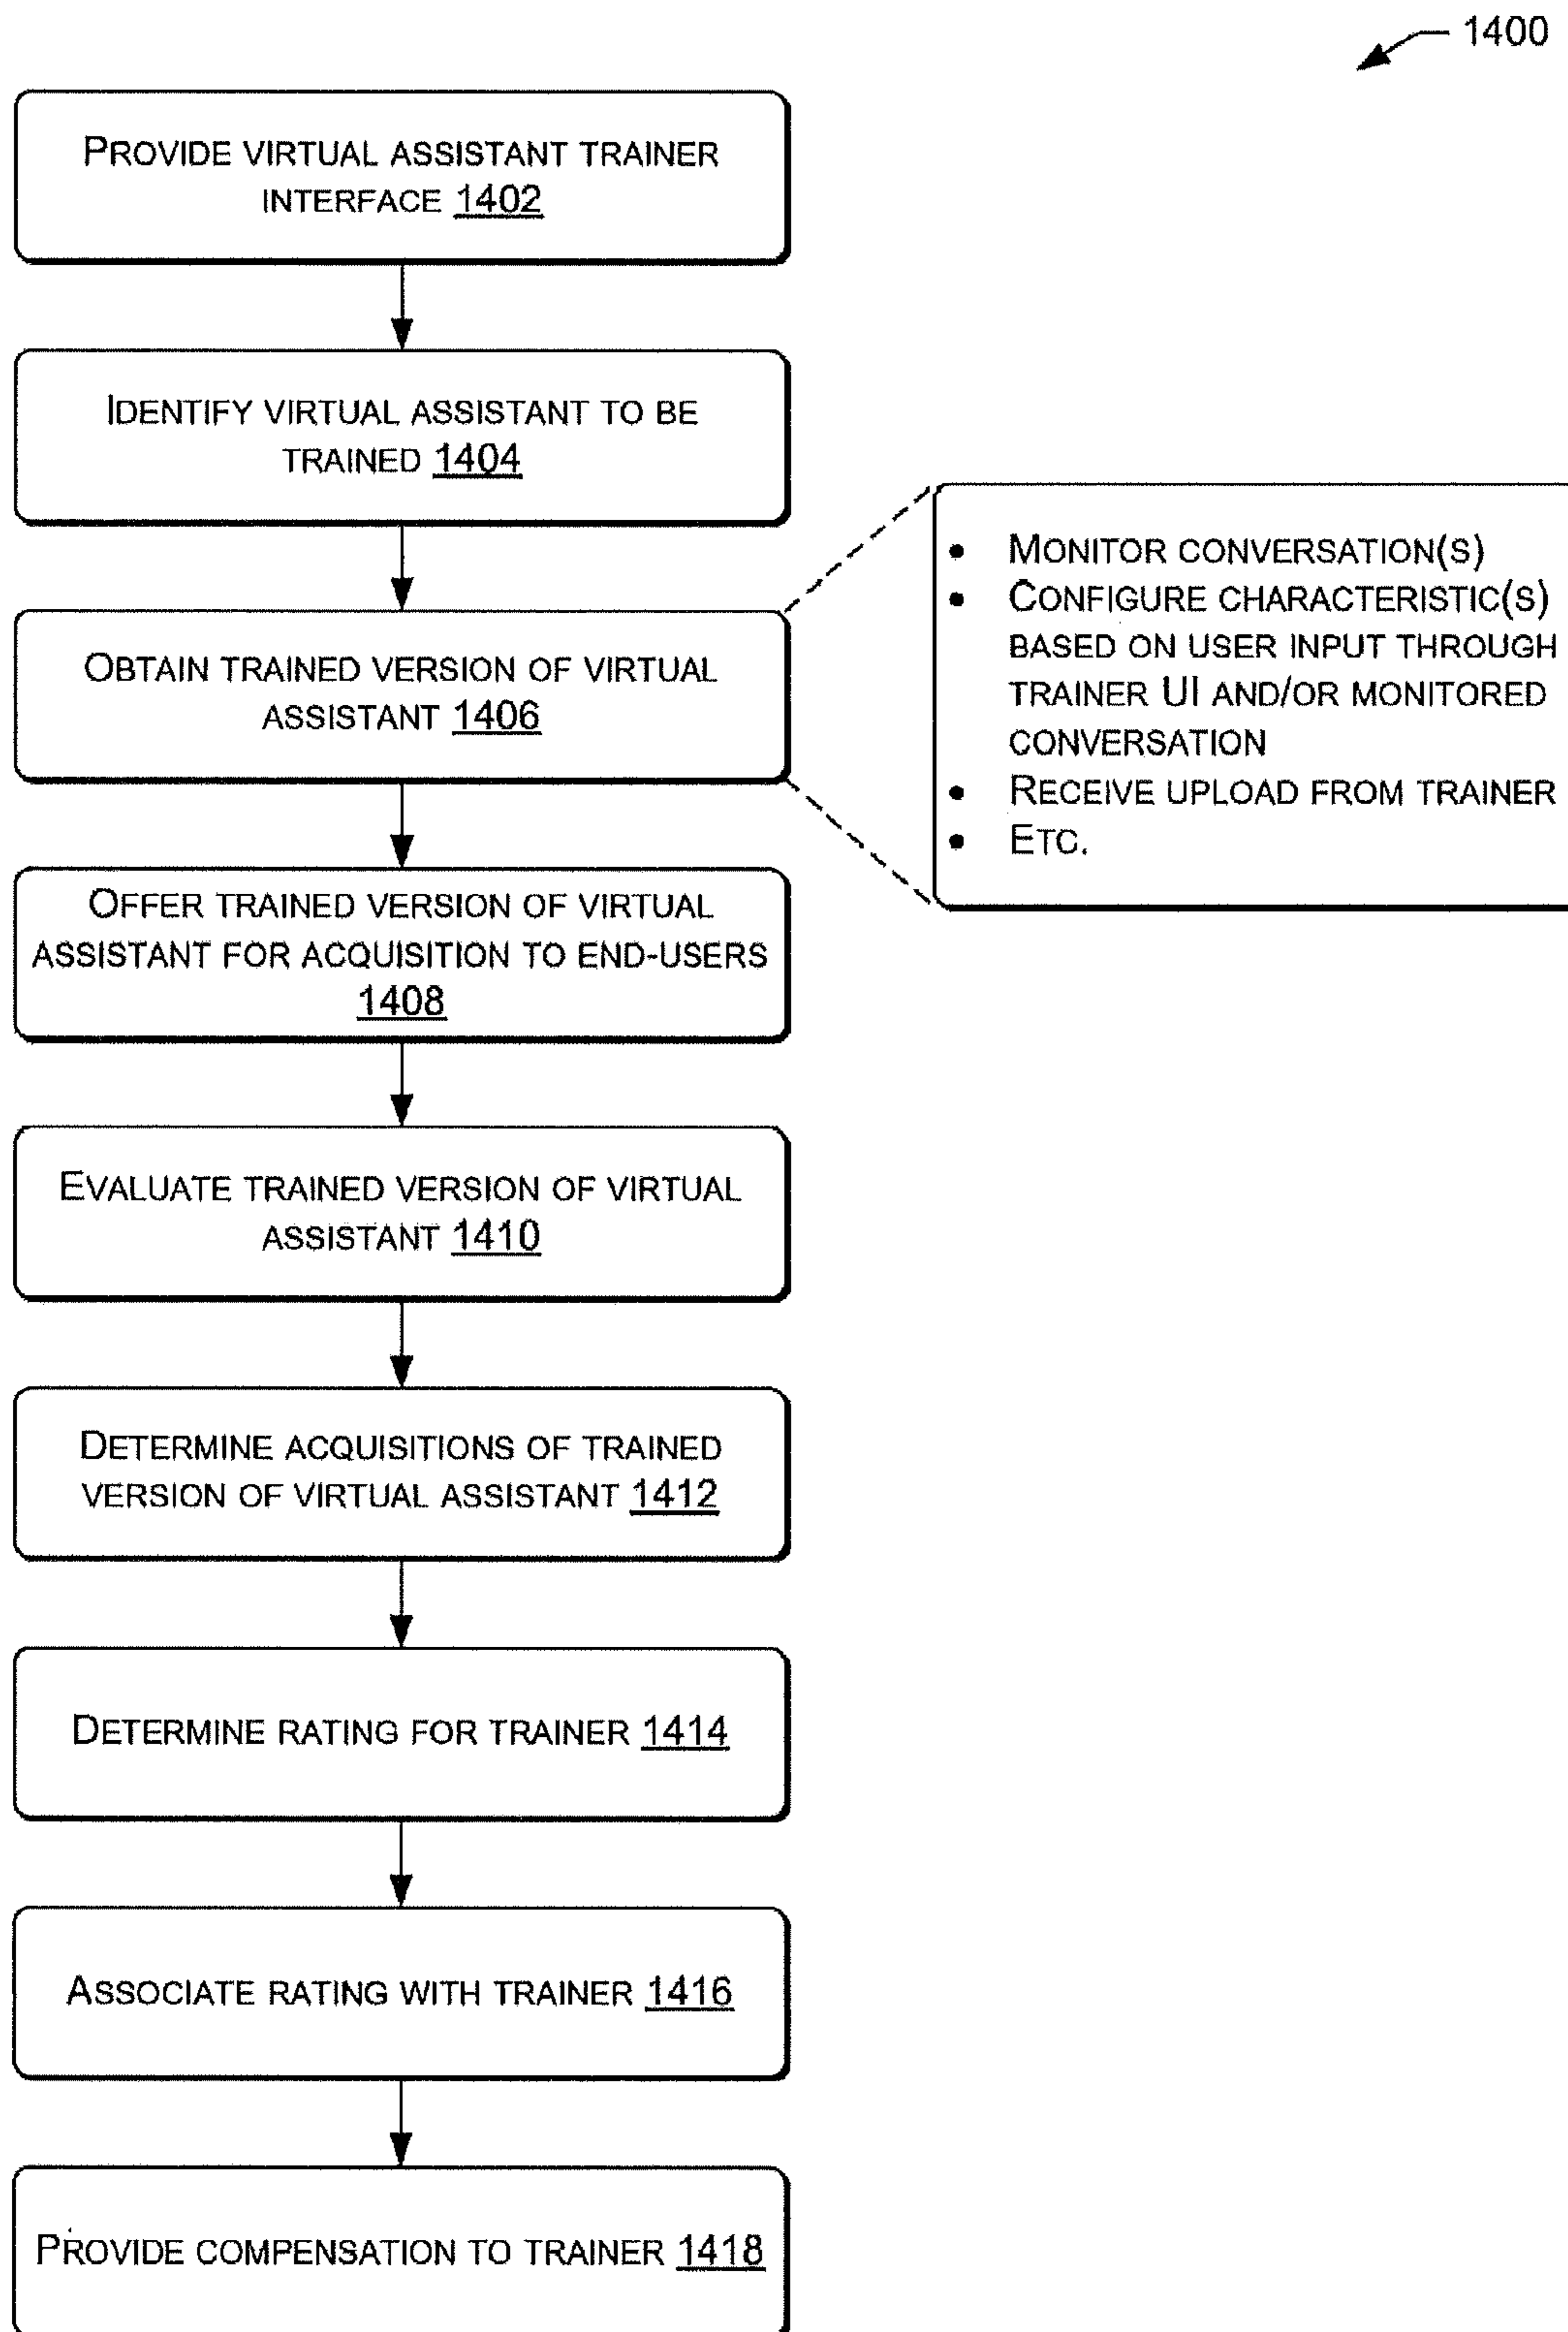 1400
PROVIDE VIRTUAL ASSISTANT TRAINER
INTERFACE 1402
IDENTIFY VIRTUAL ASSISTANT TO BE
TRAINED 1404
OBTAIN TRAINED VERSION OF VIRTUAL
ASSISTANT 1406
• MONITOR CONVERSATION(S)
• CONFIGURE CHARACTERISTIC(S)
BASED ON USER INPUT THROUGH
TRAINER UI AND/OR MONITORED
CONVERSATION
• RECEIVE UPLOAD FROM TRAINER
• ETC.
OFFER TRAINED VERSION OF VIRTUAL
ASSISTANT FOR ACQUISITION TO END-USERS
1408
EVALUATE TRAINED VERSION OF VIRTUAL
ASSISTANT 1410
DETERMINE ACQUISITIONS OF TRAINED
VERSION OF VIRTUAL ASSISTANT 1412
DETERMINE RATING FOR TRAINER 1414
ASSOCIATE RATING WITH TRAINER 1416
PROVIDE COMPENSATION TO TRAINER 1418